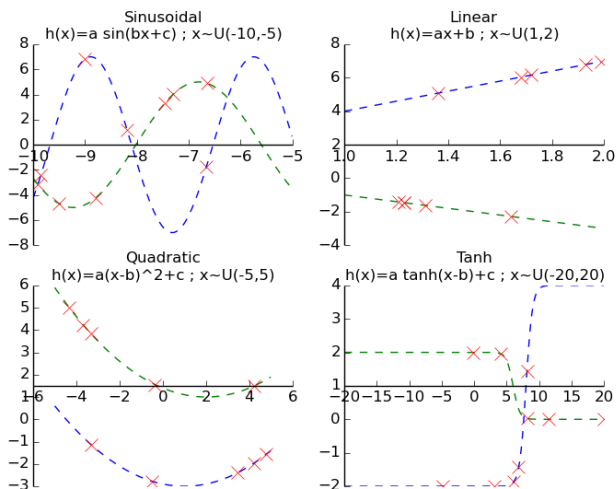 Sinusoidal
h(x)=a sin(bx+c) ; x~U(-10,-5)
8
6
4
2
0
-2
-4
-6
-8
-10 -9 -8 -7 -6 -5
Linear
h(x)=ax+b ; x~U(1,2)
8
6
4
2
0
-2
-4
1.0 1.2 1.4 1.6 1.8 2.0
Quadratic
h(x)=a(x-b)^2+c ; x~U(-5,5)
6
5
4
3
2
1
0
-1
-2
-3
-6 -4 -2 0 2 4 6
Tanh
h(x)=a tanh(x-b)+c ; x~U(-20,20)
4
3
2
1
0
-1
-2
-20 -15 -10 -5 0 5 10 15 20